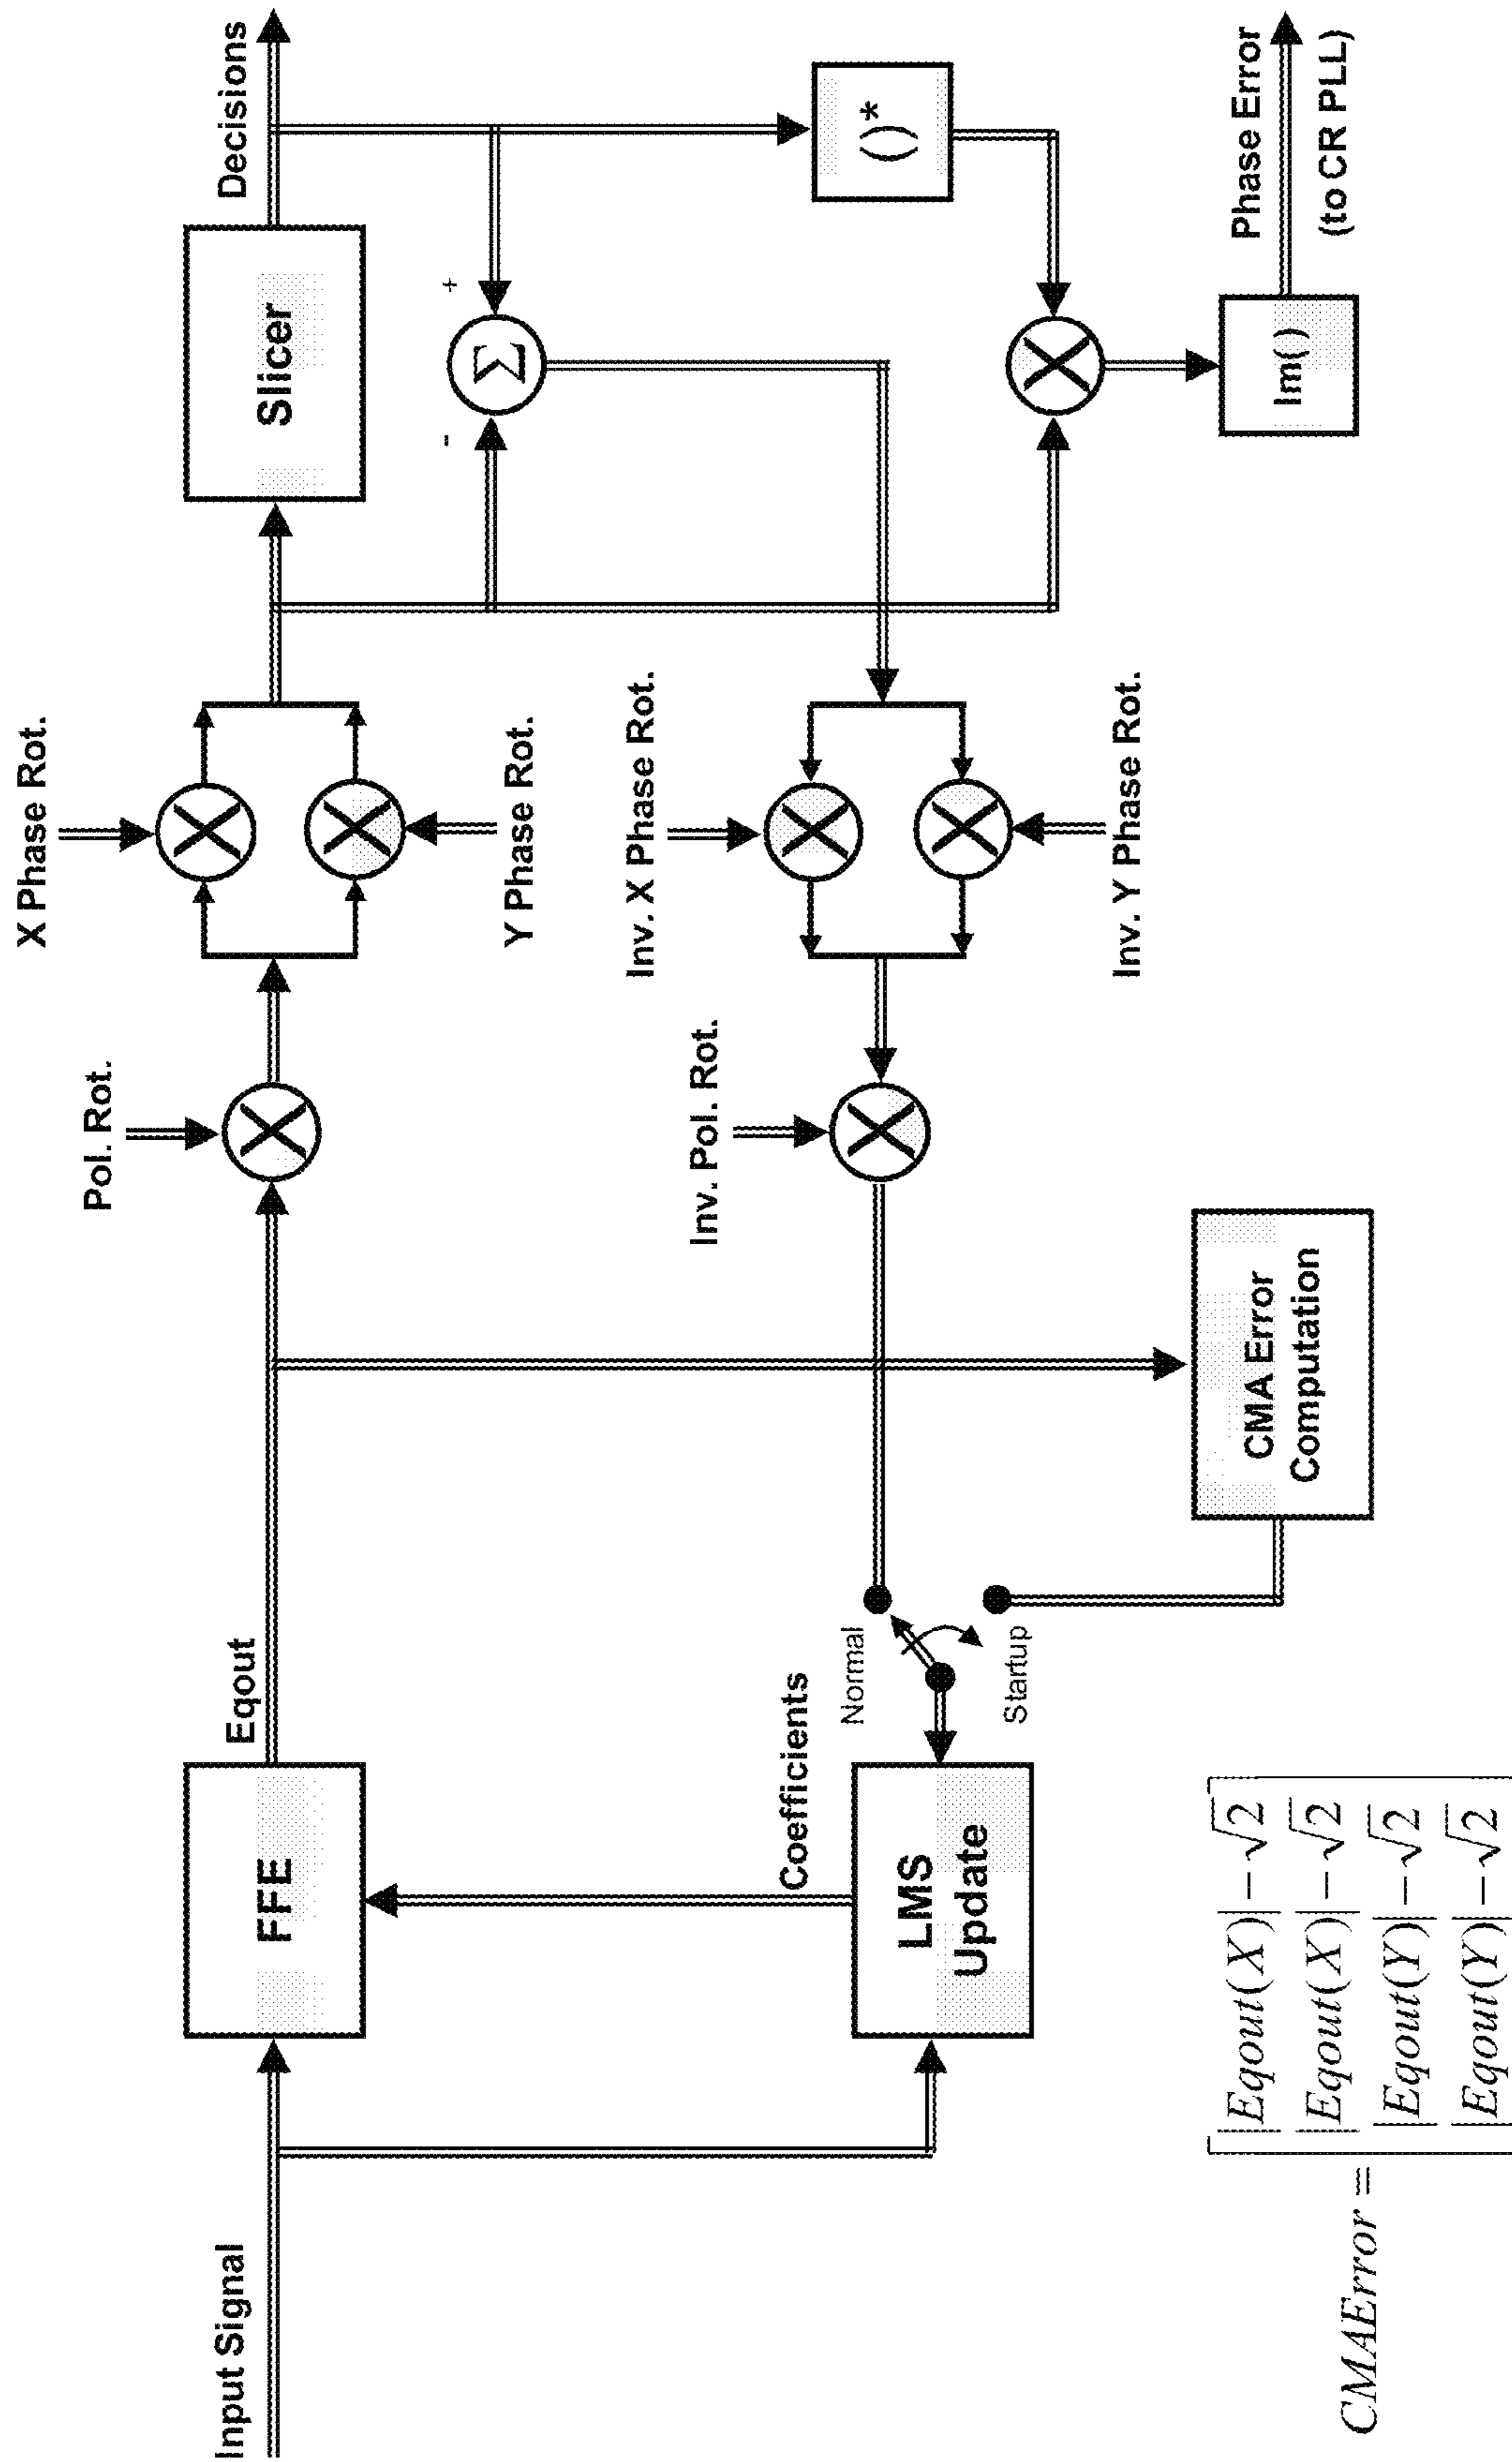 Input Signal
FFE
Eqout
Pol. Rot.
X Phase Rot.
X
X
X
Y Phase Rot.
Slicer
Decisions
+
-
Σ
()*
Coefficients
LMS
Update
Normal
Startup
Inv. Pol. Rot.
X
Inv. X Phase Rot.
X
X
Inv. Y Phase Rot.
X
Im( )
Phase Error
(to CR PLL)
CMA Error
Computation
CMAError =
|Eqout(X)|−√2
|Eqout(X)|−√2
|Eqout(Y)|−√2
|Eqout(Y)|−√2